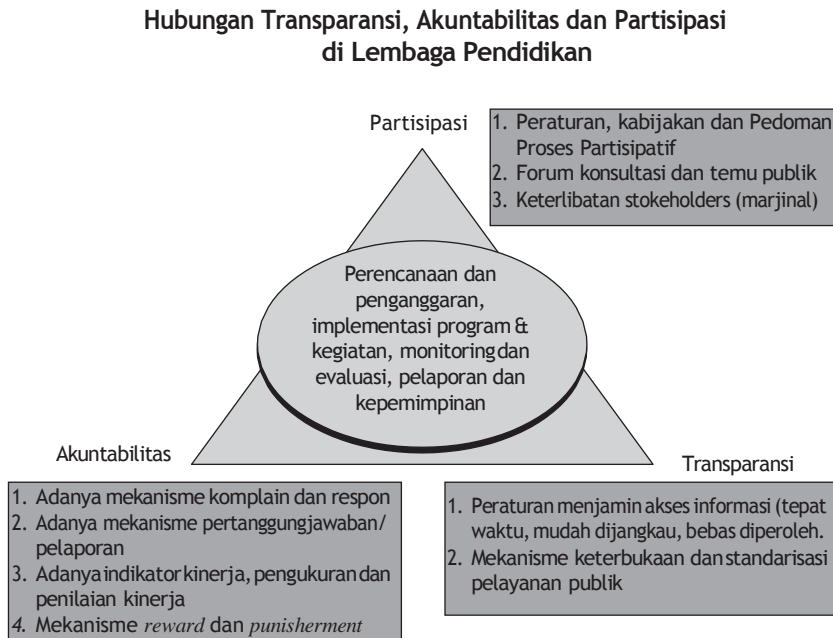 Hubungan Transparansi, Akuntabilitas dan Partisipasi
di Lembaga Pendidikan
Partisipasi
1. Peraturan, kabijakan dan Pedoman
Proses Partisipatif
2. Forum konsultasi dan temu publik
3. Keterlibatan stokeholders (marjinal)
Perencanaan dan
penganggaran,
implementasi program &
kegiatan, monitoring dan
evaluasi, pelaporan dan
kepemimpinan
Akuntabilitas
1. Adanya mekanisme komplain dan respon
2. Adanya mekanisme pertanggungjawaban/
pelaporan
3. Adanya indikator kinerja, pengukuran dan
penilaian kinerja
4. Mekanisme reward dan punisherment
Transparansi
1. Peraturan menjamin akses informasi (tepat
waktu, mudah dijangkau, bebas diperoleh.
2. Mekanisme keterbukaan dan standarisasi
pelayanan publik